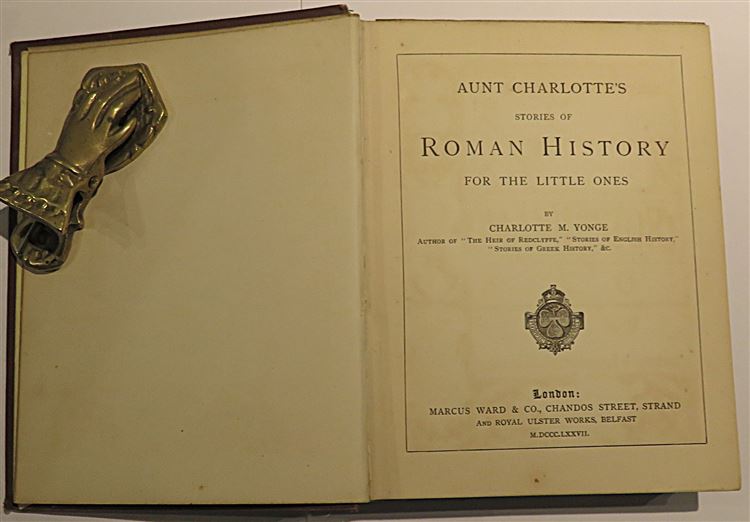 AUNT CHARLOTTE'S
STORIES OF
ROMAN HISTORY
FOR THE LITTLE ONES
BY
CHARLOTTE M. YONGE
AUTHOR OF "THE HEIR OF REDCLYFFE," "STORIES OF ENGLISH HISTORY,"
"STORIES OF GREEK HISTORY," &C.
London:
MARCUS WARD & CO., CHANDOS STREET, STRAND
AND ROYAL ULSTER WORKS, BELFAST
M.DCCC.LXXVII.